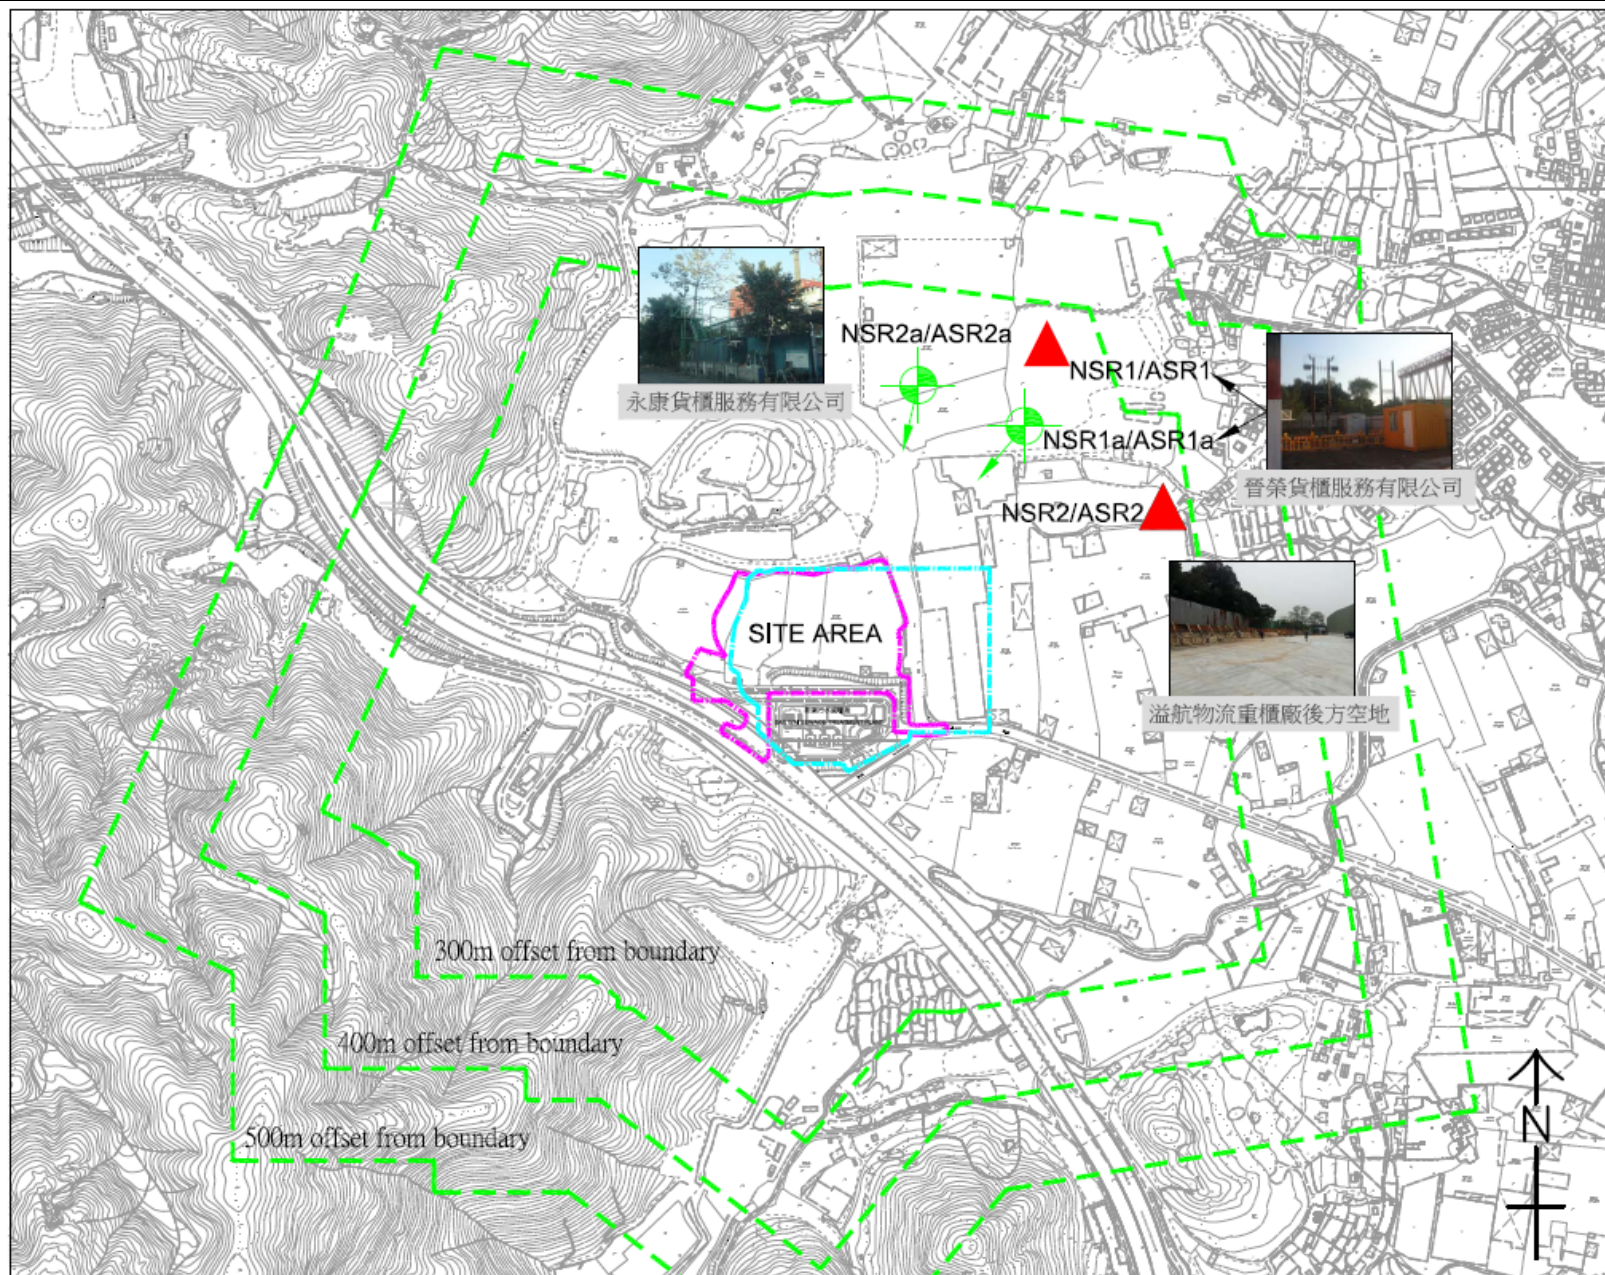 NSR2a/ASR2a
NSR1/ASR1
永康貨櫃服務有限公司
NSR1a/ASR1a
晉榮貨櫃服務有限公司
NSR2/ASR2
SITE AREA
溢航物流重櫃廠後方空地
300m offset from boundary
400m offset from boundary
500m offset from boundary
N